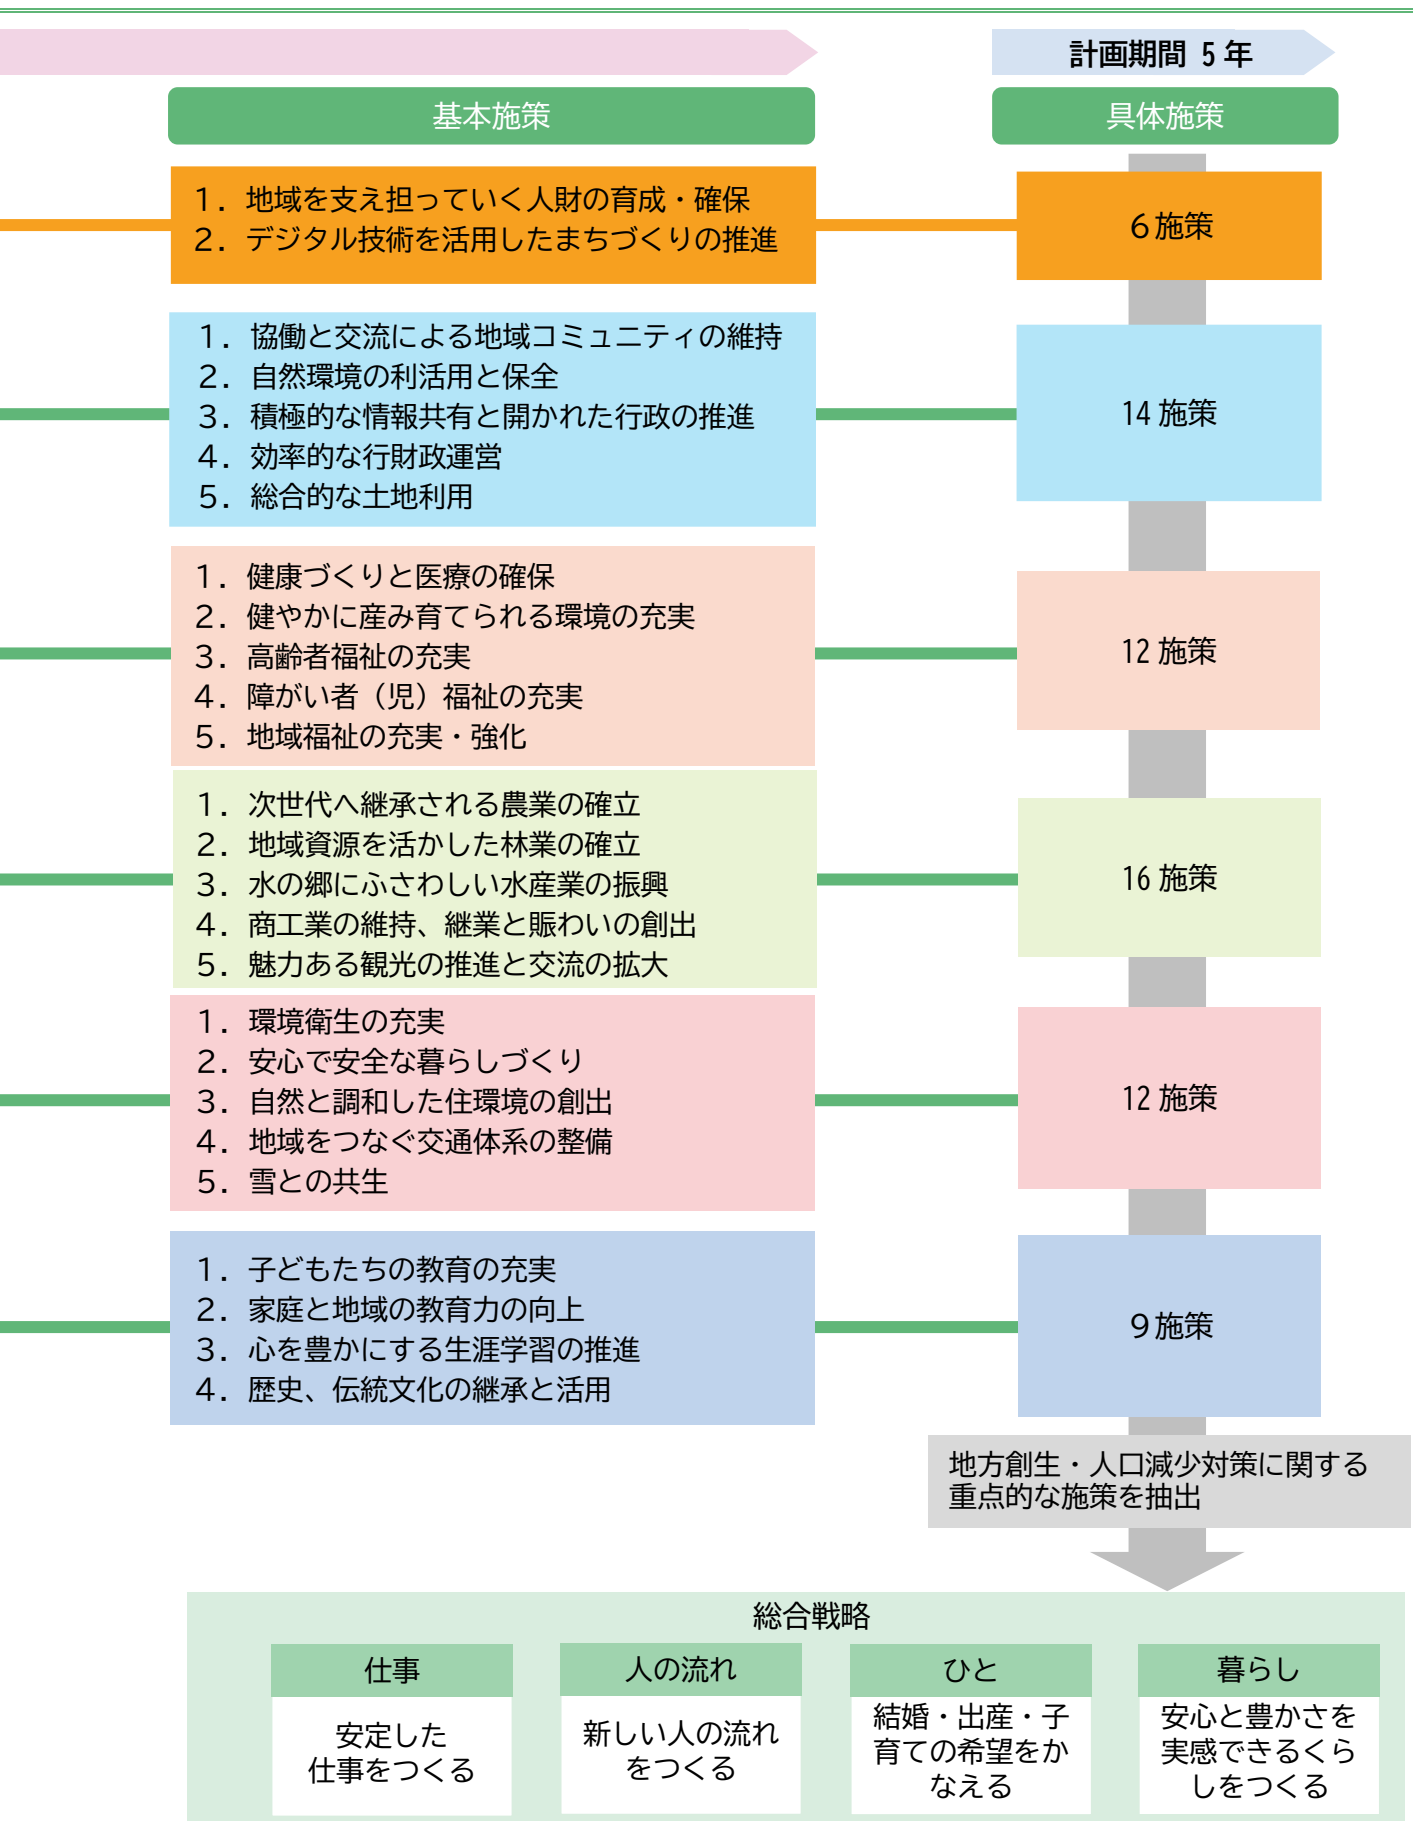 計画期間 5年
基本施策
具体施策
1．地域を支え担っていく人財の育成・確保
2．デジタル技術を活用したまちづくりの推進
6施策
1．協働と交流による地域コミュニティの維持
2．自然環境の利活用と保全
3．積極的な情報共有と開かれた行政の推進
4．効率的な行財政運営
5．総合的な土地利用
14施策
1．健康づくりと医療の確保
2．健やかに産み育てられる環境の充実
3．高齢者福祉の充実
4．障がい者（児）福祉の充実
5．地域福祉の充実・強化
12施策
1．次世代へ継承される農業の確立
2．地域資源を活かした林業の確立
3．水の郷にふさわしい水産業の振興
4．商工業の維持、継業と賑わいの創出
5．魅力ある観光の推進と交流の拡大
16施策
1．環境衛生の充実
2．安心で安全な暮らしづくり
3．自然と調和した住環境の創出
4．地域をつなぐ交通体系の整備
5．雪との共生
12施策
1．子どもたちの教育の充実
2．家庭と地域の教育力の向上
3．心を豊かにする生涯学習の推進
4．歴史、伝統文化の継承と活用
9施策
地方創生・人口減少対策に関する
重点的な施策を抽出
総合戦略
仕事
安定した
仕事をつくる
人の流れ
新しい人の流れ
をつくる
ひと
結婚・出産・子
育ての希望をか
なえる
暮らし
安心と豊かさを
実感できるくら
しをつくる